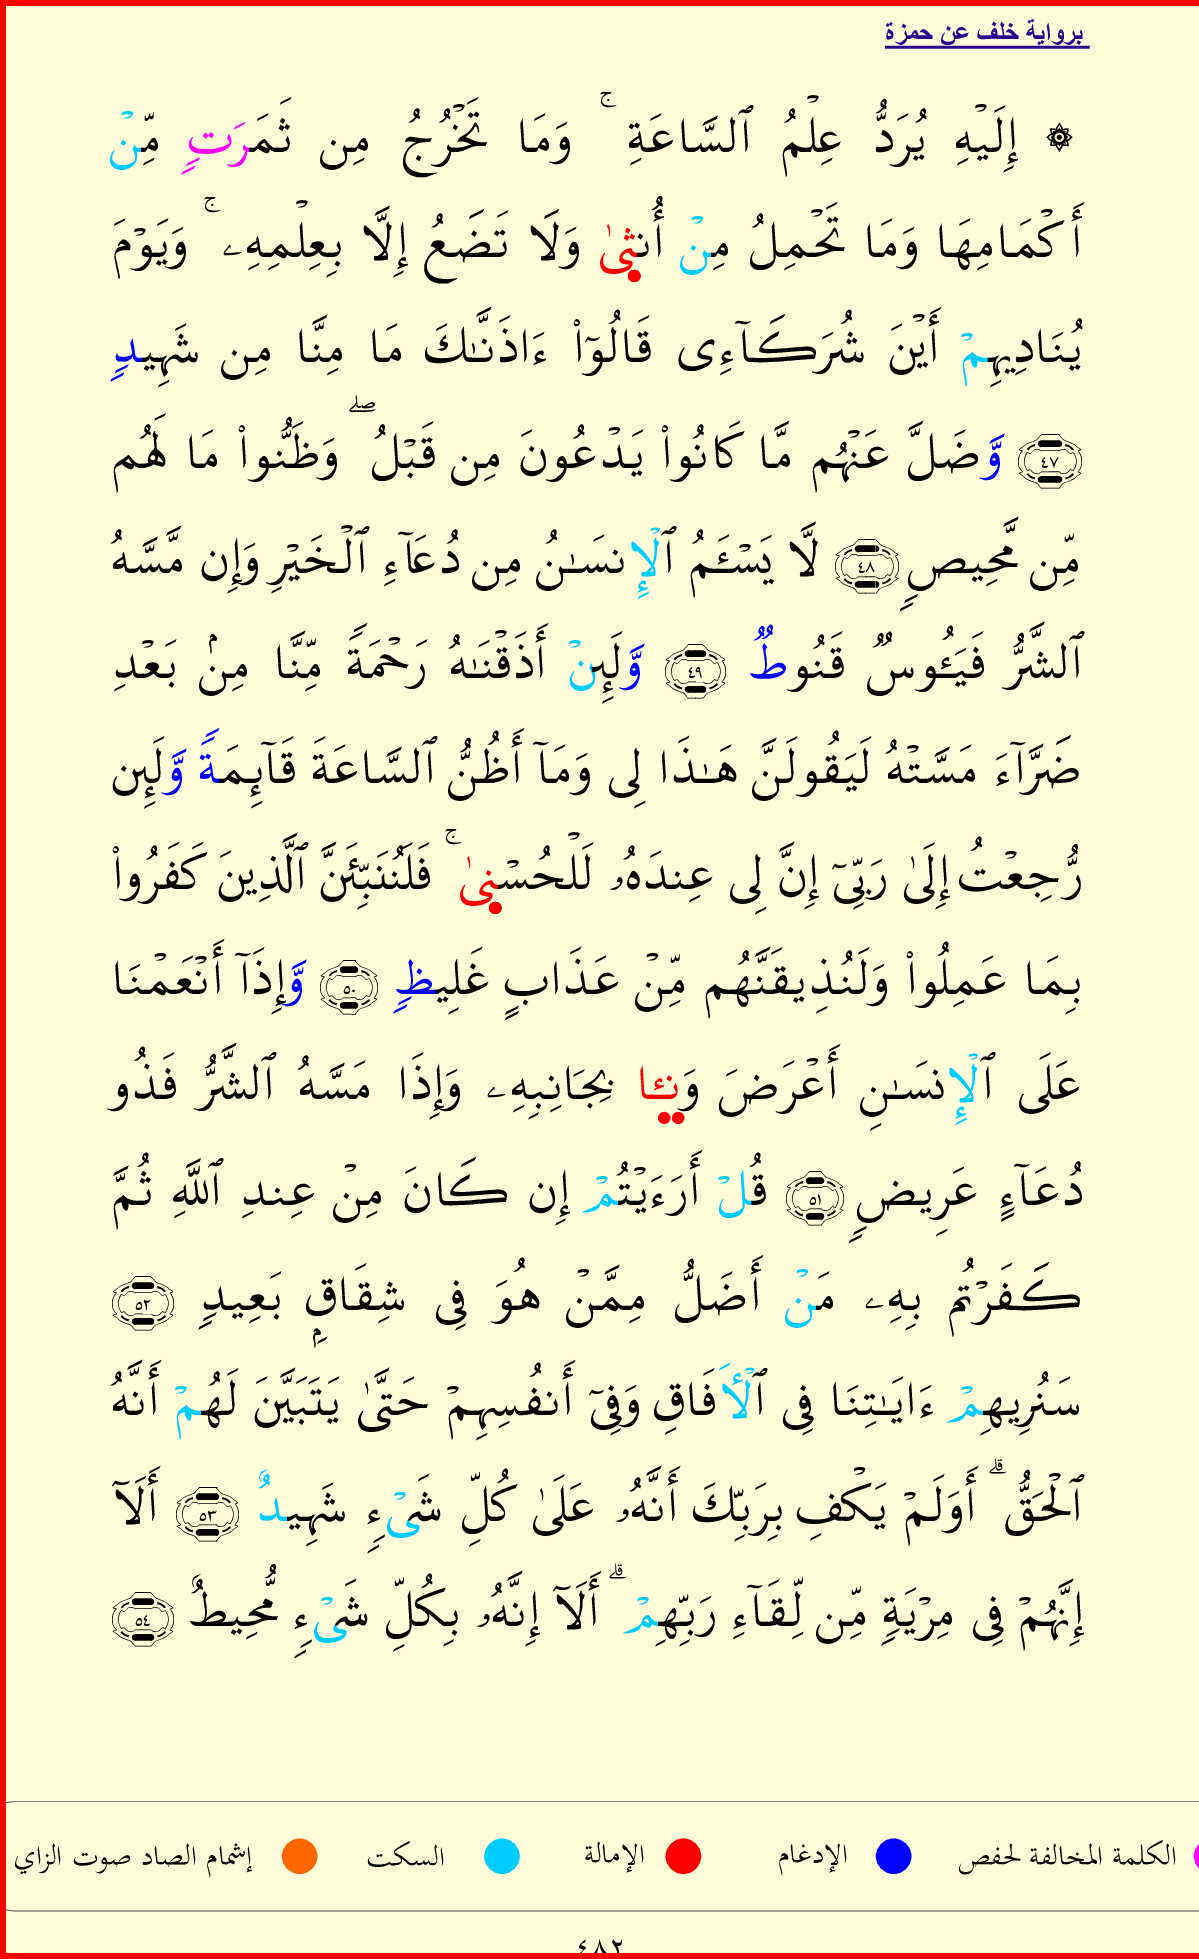 برواية خلف عن حمزة
۞ إِلَيْهِ يُرَدُّ عِلْمُ ٱلسَّاعَةِ ۚ وَمَا تَخْرُجُ مِن ثَمَرَتٍ مِّنْ
أَكْمَامِهَا وَمَا تَحْمِلُ مِنْ أُنثىٰ وَلَا تَضَعُ إِلَّا بِعِلْمِهِۦ ۚ وَيَوْمَ
يُنَادِيهِمْ أَيْنَ شُرَكَآءِى قَالُوٓا۟ ءَاذَنَّـٰكَ مَا مِنَّا مِن شَهِيدٍ
٤٧ وَّضَلَّ عَنْهُم مَّا كَانُوا۟ يَدْعُونَ مِن قَبْلُ ۖ وَظَنُّوا۟ مَا لَهُم
مِّن مَّحِيصٍ ٤٨ لَّا يَسْـَٔمُ ٱلْإِنسَـٰنُ مِن دُعَآءِ ٱلْخَيْرِ وَإِن مَّسَّهُ
ٱلشَّرُّ فَيَـُٔوسٌ قَنُوطٌ ٤٩ وَّلَئِنْ أَذَقْنَـٰهُ رَحْمَةً مِّنَّا مِنۢ بَعْدِ
ضَرَّآءَ مَسَّتْهُ لَيَقُولَنَّ هَـٰذَا لِى وَمَآ أَظُنُّ ٱلسَّاعَةَ قَآئِمَةً وَّلَئِن
رُّجِعْتُ إِلَىٰ رَبِّىٓ إِنَّ لِى عِندَهُۥ لَلْحُسْنىٰ ۚ فَلَنُنَبِّئَنَّ ٱلَّذِينَ كَفَرُوا۟
بِمَا عَمِلُوا۟ وَلَنُذِيقَنَّهُم مِّنْ عَذَابٍ غَلِيظٍ ٥٠ وَّإِذَآ أَنْعَمْنَا
عَلَى ٱلْإِنسَـٰنِ أَعْرَضَ وَنـَٔا بِجَانِبِهِۦ وَإِذَا مَسَّهُ ٱلشَّرُّ فَذُو
دُعَآءٍ عَرِيضٍ ٥١ قُلْ أَرَءَيْتُمْ إِن كَانَ مِنْ عِندِ ٱللَّهِ ثُمَّ
كَفَرْتُم بِهِۦ مَنْ أَضَلُّ مِمَّنْ هُوَ فِى شِقَاقٍۭ بَعِيدٍ ٥٢
سَنُرِيهِمْ ءَايَـٰتِنَا فِى ٱلْأَفَاقِ وَفِىٓ أَنفُسِهِمْ حَتَّىٰ يَتَبَيَّنَ لَهُمْ أَنَّهُ
ٱلْحَقُّ ۗ أَوَلَمْ يَكْفِ بِرَبِّكَ أَنَّهُۥ عَلَىٰ كُلِّ شَىْءٍ شَهِيدٌ ٥٣ أَلَآ
إِنَّهُمْ فِى مِرْيَةٍ مِّن لِّقَآءِ رَبِّهِمْ ۗ أَلَآ إِنَّهُۥ بِكُلِّ شَىْءٍ مُّحِيطٌ ٥٤
الكلمة المخالفة لحفص الإدغام الإمالة السكت إشمام الصاد صوت الزاي
٤٨٢